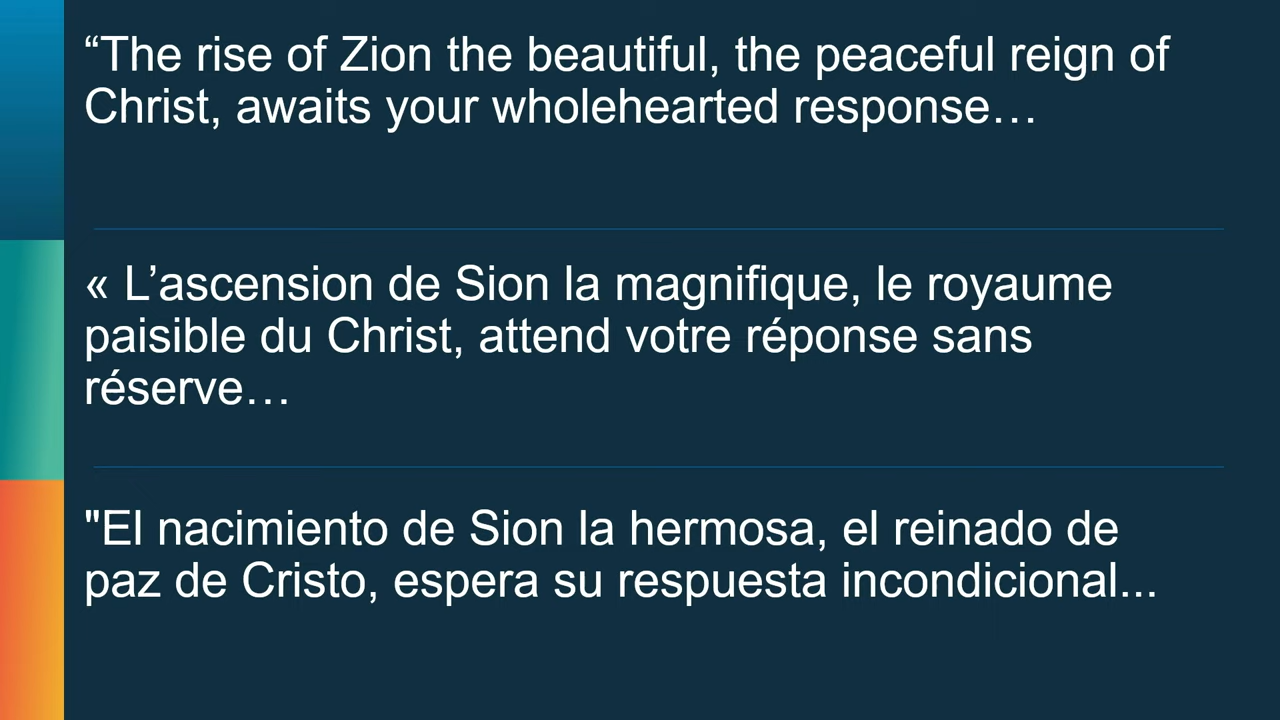 “The rise of Zion the beautiful, the peaceful reign of
Christ, awaits your wholehearted response…
« L’ascension de Sion la magnifique, le royaume
paisible du Christ, attend votre réponse sans
réserve…
"El nacimiento de Sion la hermosa, el reinado de
paz de Cristo, espera su respuesta incondicional...